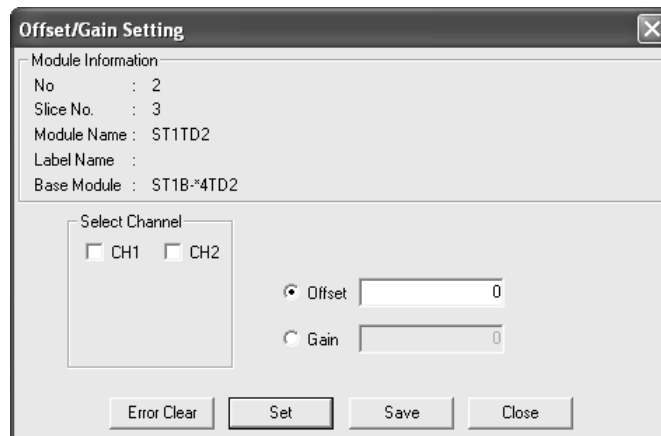 Offset/Gain Setting
Module Information
No : 2
Slice No. : 3
Module Name : ST1TD2
Label Name :
Base Module : ST1B-*4TD2
Select Channel
CH1 CH2
Offset 0
Gain 0
Error Clear Set Save Close